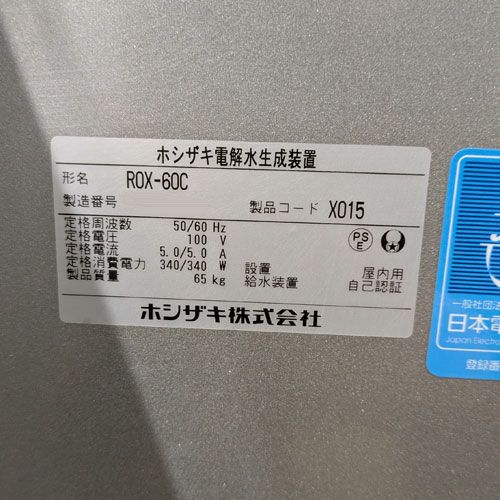 ホシザキ電解水生成装置
形名 ROX-60C
製造番号
製品コード X015
定格周波数 50/60 Hz
定格電圧 100 V
定格電流 5.0/5.0 A
定格消費電力 340/340 W
製品質量 65 kg
PS
E
設置 屋内用
給水装置 自己認証
ホシザキ株式会社
一般社団法
日本電
Japan Electro
登録番